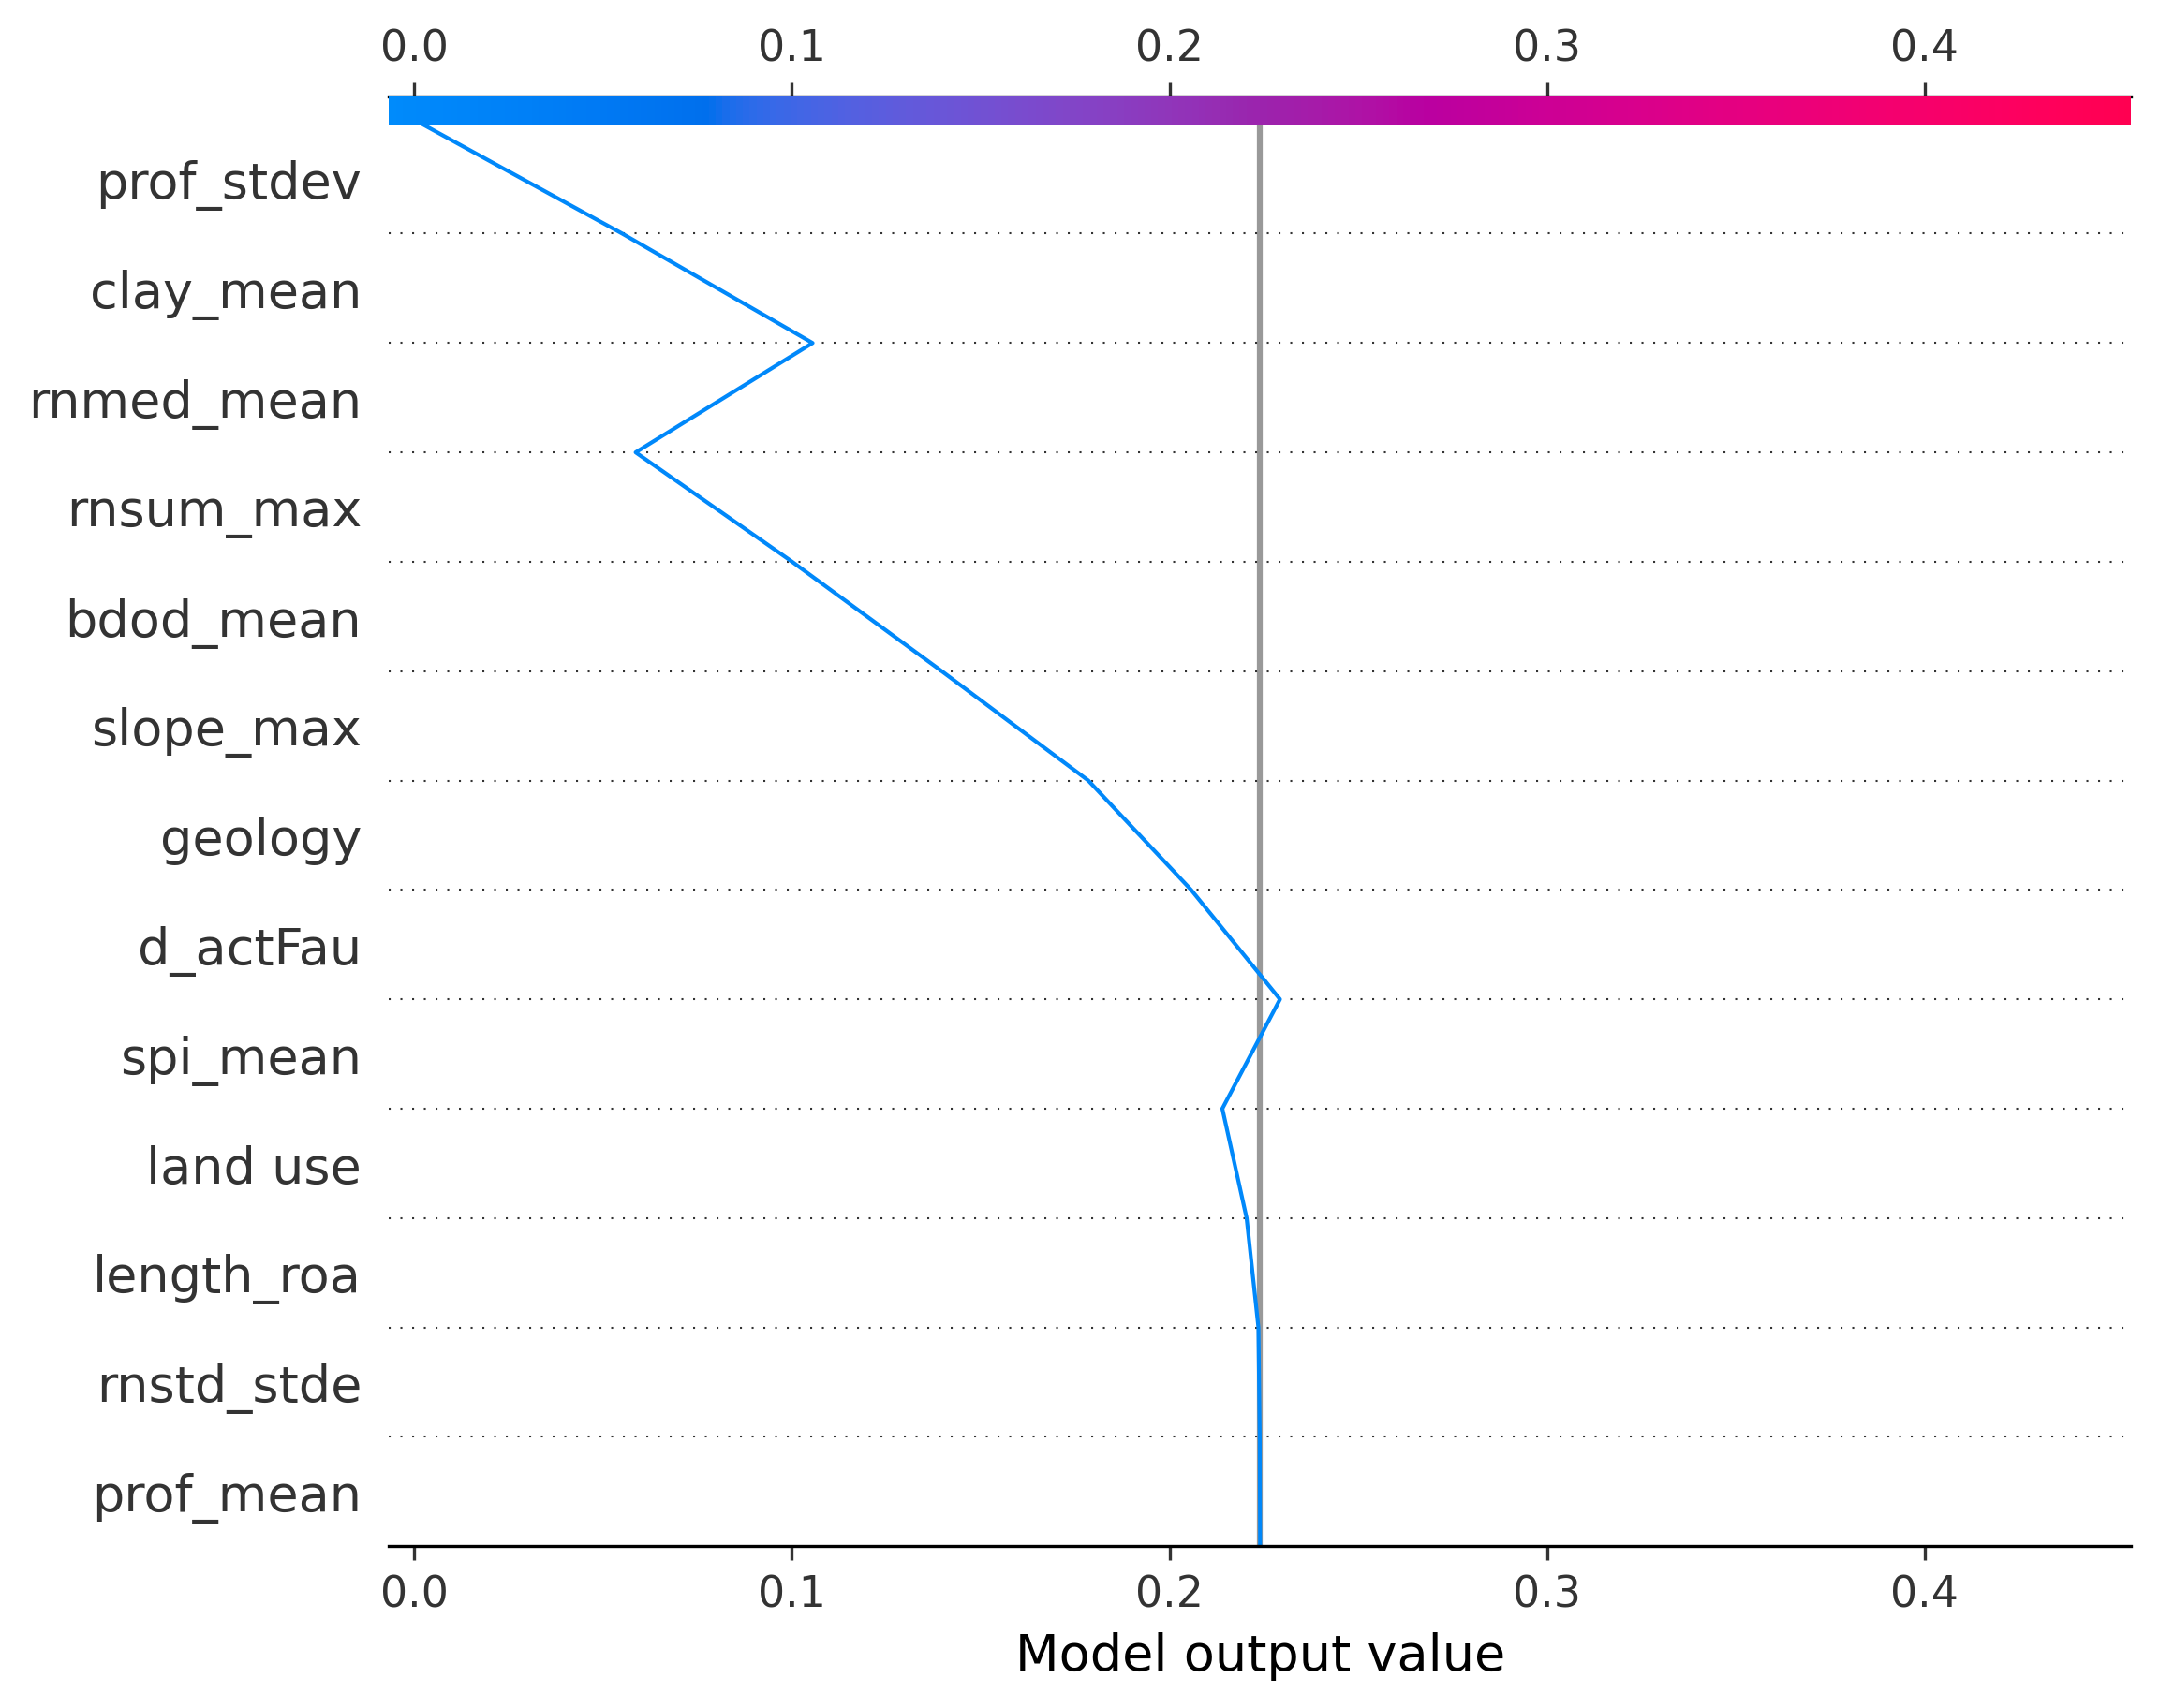 0.0 0.1 0.2 0.3 0.4
prof_stdev
clay_mean
rnmed_mean
rnsum_max
bdod_mean
slope_max
geology
d_actFau
spi_mean
land use
length_roa
rnstd_stde
prof_mean
0.0 0.1 0.2 0.3 0.4
Model output value